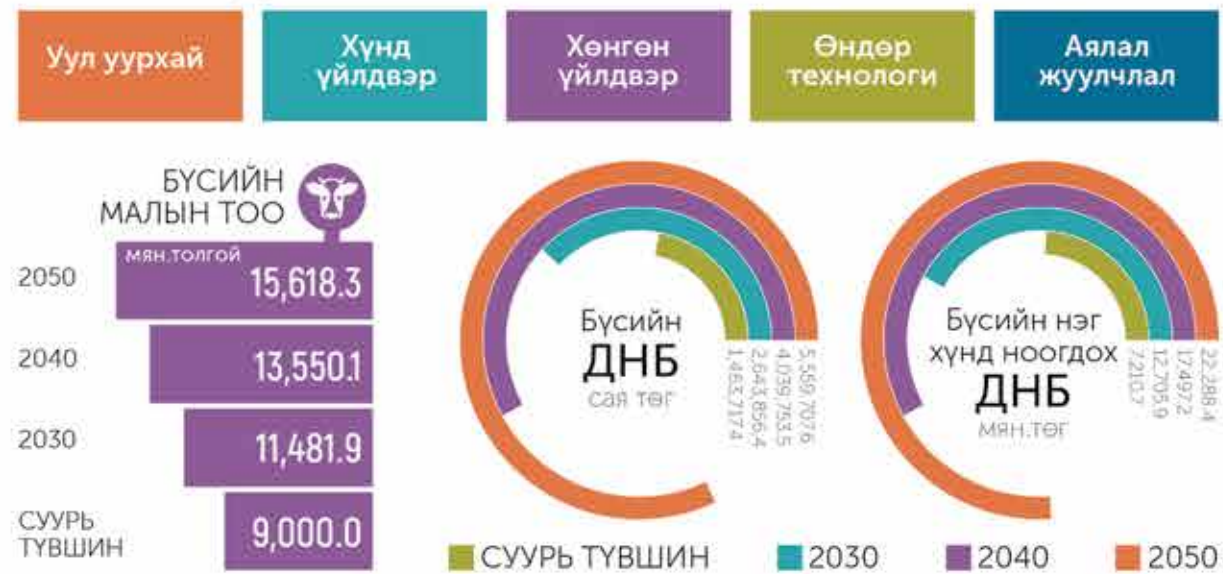 Уул уурхай
Хүнд
үйлдвэр
Хөнгөн
үйлдвэр
Өндөр
технологи
Аялал
жуулчлал
БҮСИЙН
МАЛЫН ТОО
мян.толгой
2050
15,618.3
2040
13,550.1
2030
11,481.9
СУУРЬ
ТҮВШИН
9,000.0
Бүсийн
ДНБ
сая төг
1,463,717.4
2,643,856.4
4,039,753.5
5,559,707.6
Бүсийн нэг
хүнд ноогдох
ДНБ
мян.төг
7,210.7
12,705.9
17,497.2
22,288.4
СУУРЬ ТҮВШИН
2030
2040
2050